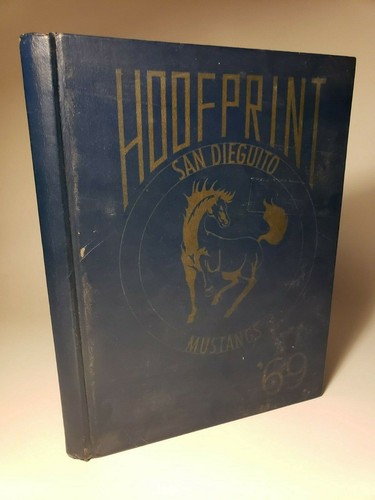 HOOFPRINT
SAN DIEGUITO
MUSTANGS
'69